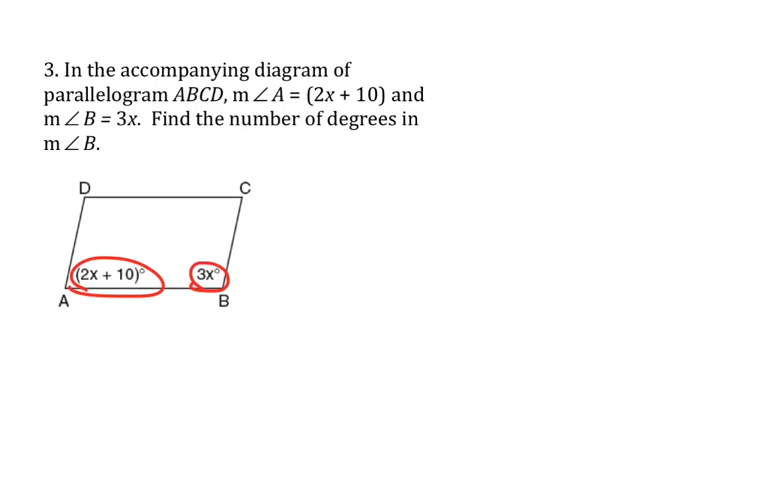 3. In the accompanying diagram of
parallelogram ABCD, m∠A = (2x + 10) and
m∠B = 3x.  Find the number of degrees in
m∠B.
D
C
(2x + 10)°
3x°
A
B